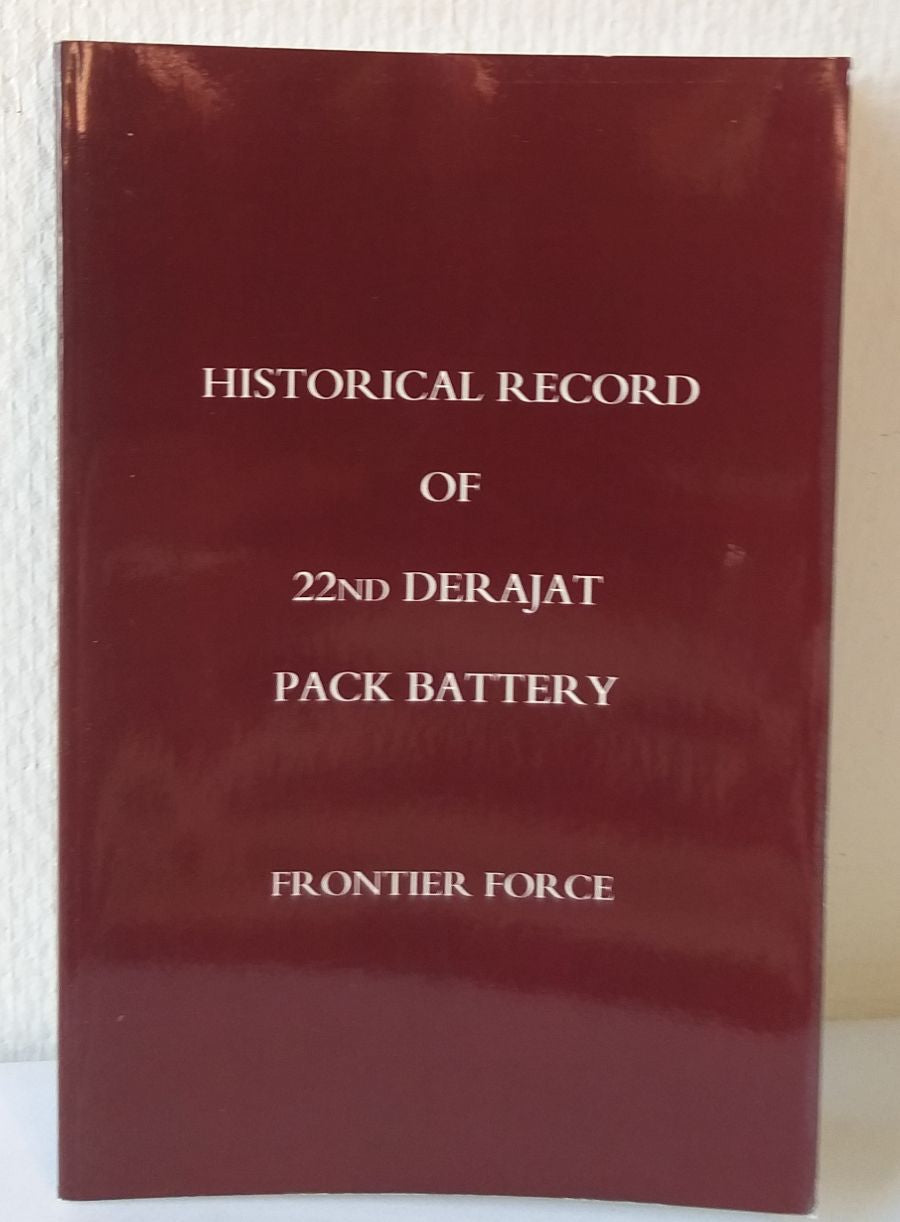 HISTORICAL RECORD
OF
22ND DERAJAT
PACK BATTERY
FRONTIER FORCE